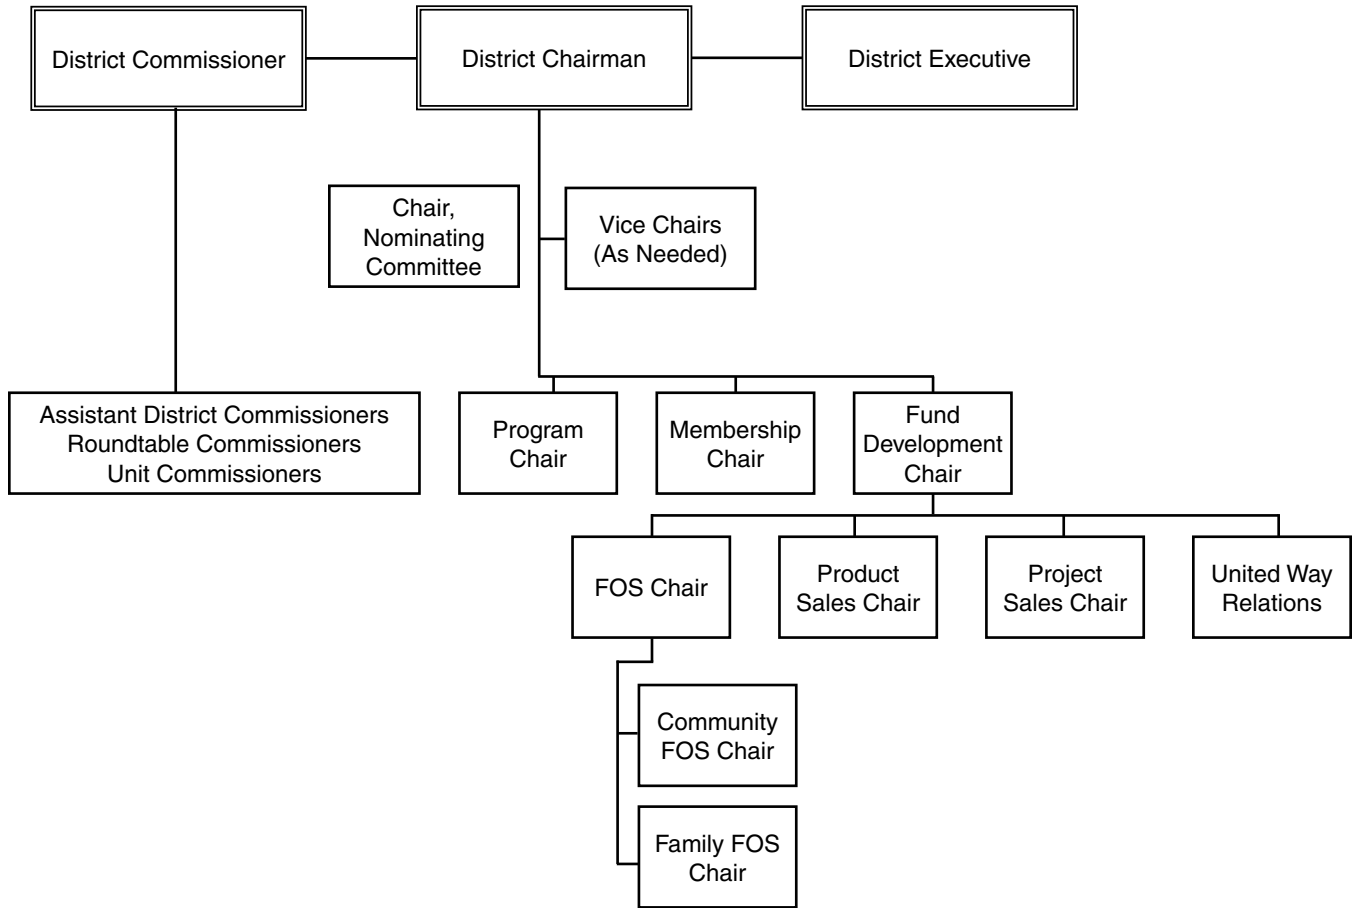 District Commissioner
District Chairman
District Executive
Chair,
Nominating
Committee
Vice Chairs
(As Needed)
Assistant District Commissioners
Roundtable Commissioners
Unit Commissioners
Program
Chair
Membership
Chair
Fund
Development
Chair
FOS Chair
Product
Sales Chair
Project
Sales Chair
United Way
Relations
Community
FOS Chair
Family FOS
Chair